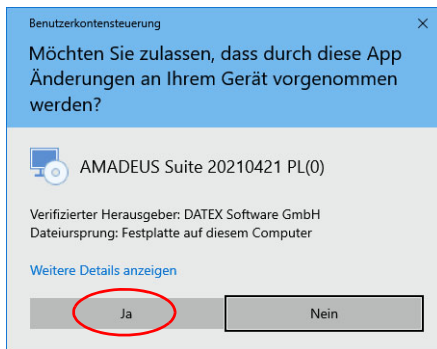 Benutzerkontensteuerung
Möchten Sie zulassen, dass durch diese App
Änderungen an Ihrem Gerät vorgenommen
werden?
AMADEUS Suite 20210421 PL(0)
Verifizierter Herausgeber: DATEX Software GmbH
Dateiursprung: Festplatte auf diesem Computer
Weitere Details anzeigen
Ja Nein